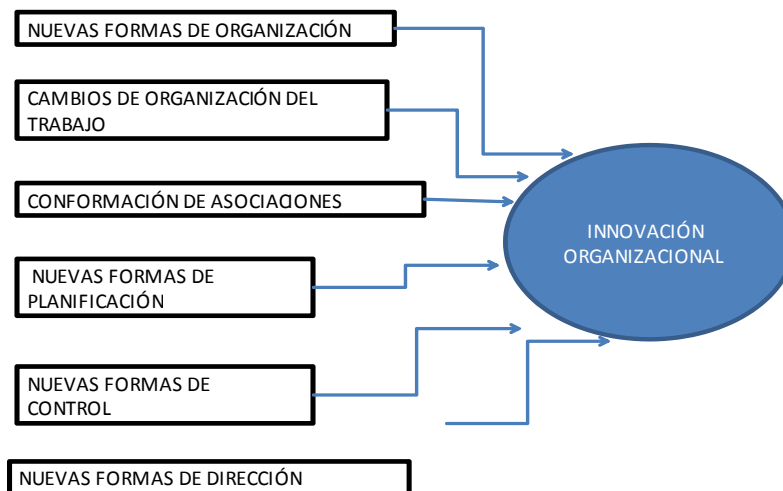 NUEVAS FORMAS DE ORGANIZACIÓN
CAMBIOS DE ORGANIZACIÓN DEL
TRABAJO
CONFORMACIÓN DE ASOCIACIONES
NUEVAS FORMAS DE
PLANIFICACIÓN
NUEVAS FORMAS DE
CONTROL
NUEVAS FORMAS DE DIRECCIÓN
INNOVACIÓN
ORGANIZACIONAL